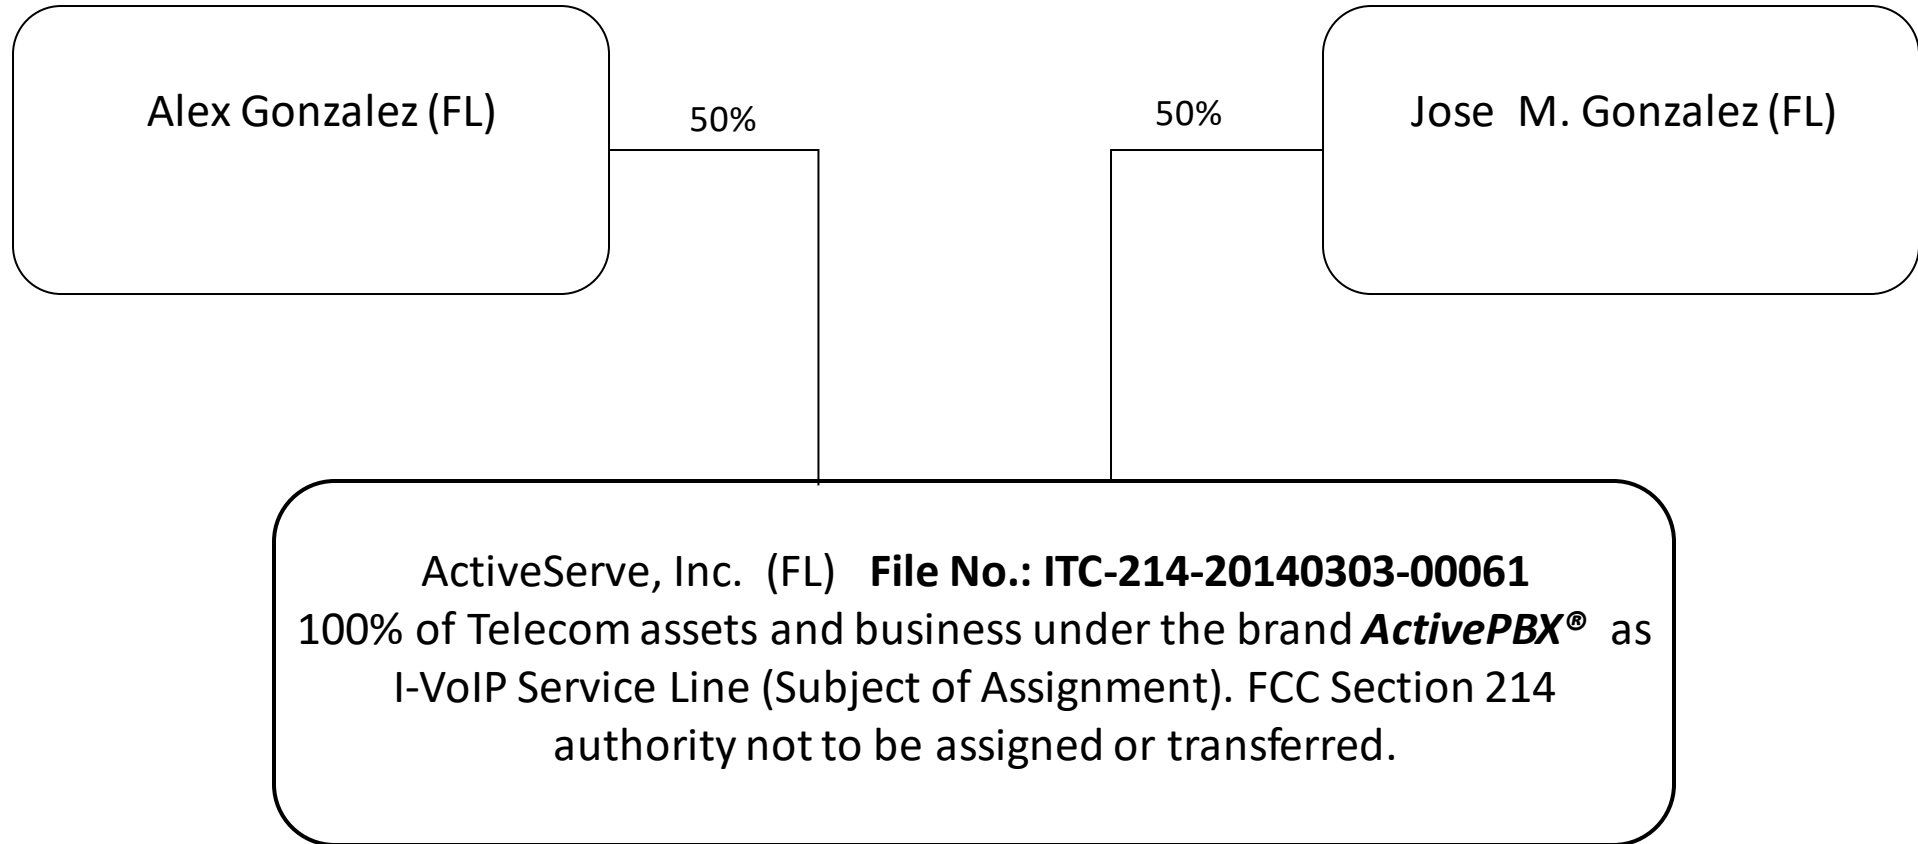 Alex Gonzalez (FL)
50%
50%
Jose M. Gonzalez (FL)
ActiveServe, Inc. (FL) File No.: ITC-214-20140303-00061
100% of Telecom assets and business under the brand ActivePBX® as
I-VoIP Service Line (Subject of Assignment). FCC Section 214
authority not to be assigned or transferred.